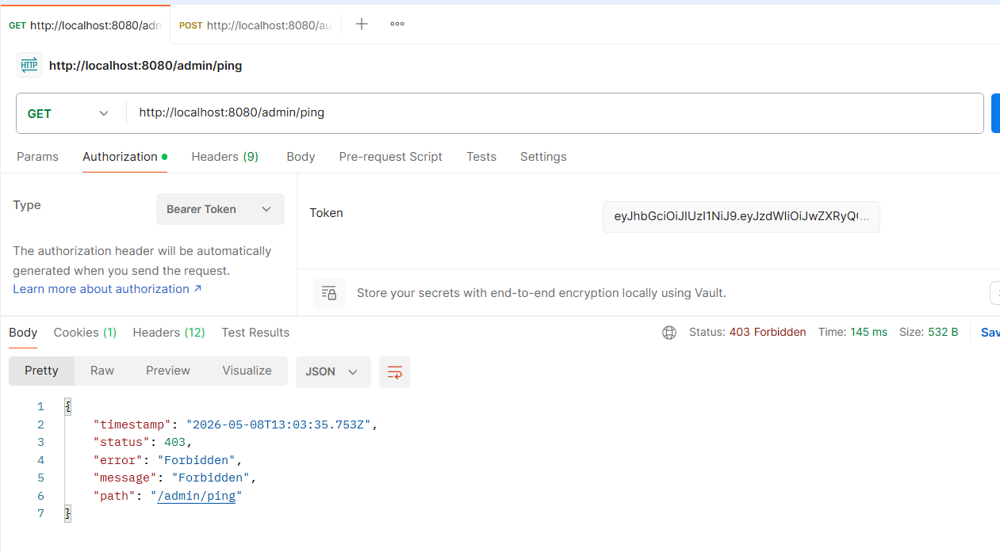 GET http://localhost:8080/adn POST http://localhost:8080/au
HTTP http://localhost:8080/admin/ping
GET http://localhost:8080/admin/ping
Params Authorization Headers (9) Body Pre-request Script Tests Settings
Type Bearer Token
Token eyJhbGciOiJIUzI1NiJ9.eyJzdWIiOiJwZXRyQ(...
The authorization header will be automatically
generated when you send the request.
Learn more about authorization ↗
Store your secrets with end-to-end encryption locally using Vault.
Body Cookies (1) Headers (12) Test Results Status: 403 Forbidden Time: 145 ms Size: 532 B Sav
Pretty Raw Preview Visualize JSON
1 {
2 "timestamp": "2026-05-08T13:03:35.753Z",
3 "status": 403,
4 "error": "Forbidden",
5 "message": "Forbidden",
6 "path": "/admin/ping"
7 }